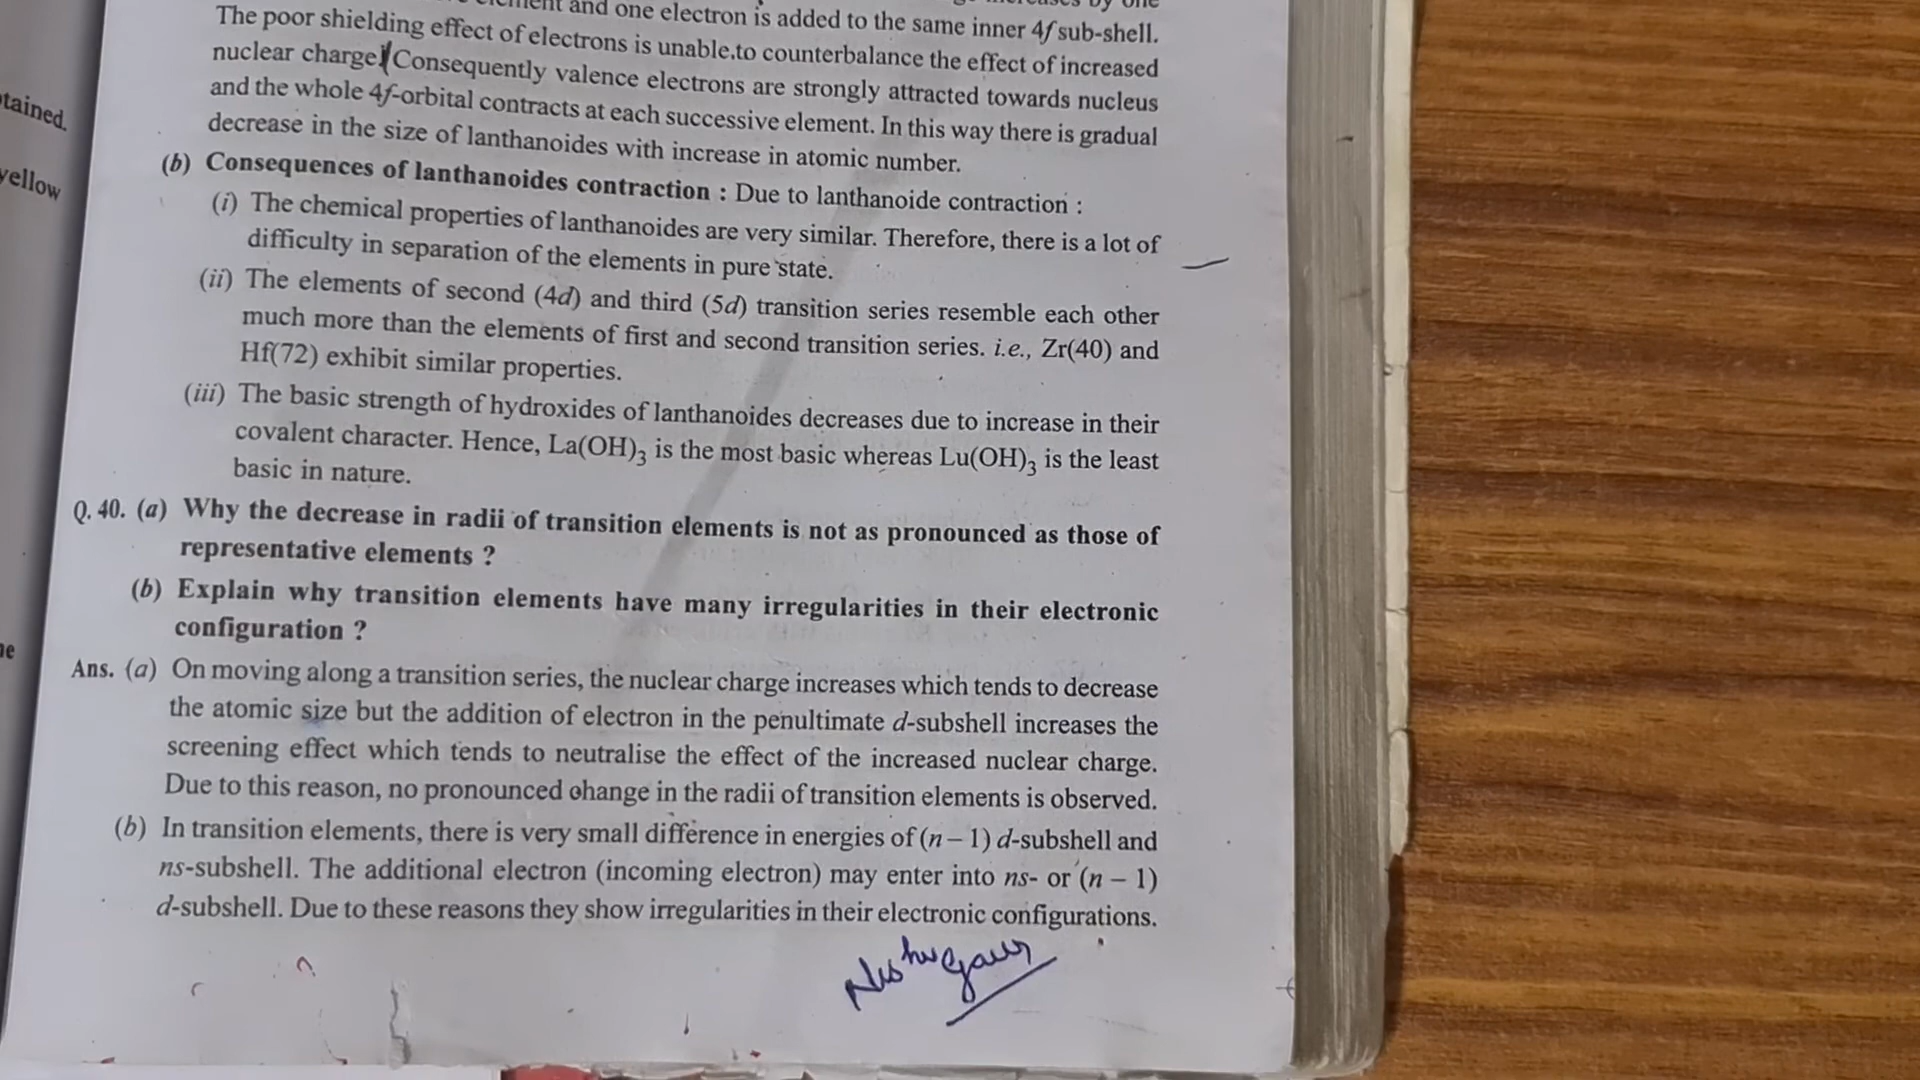 and one electron is added to the same inner 4f sub-shell.
The poor shielding effect of electrons is unable.to counterbalance the effect of increased
nuclear charge. Consequently valence electrons are strongly attracted towards nucleus
and the whole 4f-orbital contracts at each successive element. In this way there is gradual
decrease in the size of lanthanoides with increase in atomic number.
(b) Consequences of lanthanoides contraction : Due to lanthanoide contraction :
(i) The chemical properties of lanthanoides are very similar. Therefore, there is a lot of
difficulty in separation of the elements in pure state.
(ii) The elements of second (4d) and third (5d) transition series resemble each other
much more than the elements of first and second transition series. i.e., Zr(40) and
Hf(72) exhibit similar properties.
(iii) The basic strength of hydroxides of lanthanoides decreases due to increase in their
covalent character. Hence, La(OH)₃ is the most basic whereas Lu(OH)₃ is the least
basic in nature.
Q. 40. (a) Why the decrease in radii of transition elements is not as pronounced as those of
representative elements ?
(b) Explain why transition elements have many irregularities in their electronic
configuration ?
Ans. (a) On moving along a transition series, the nuclear charge increases which tends to decrease
the atomic size but the addition of electron in the penultimate d-subshell increases the
screening effect which tends to neutralise the effect of the increased nuclear charge.
Due to this reason, no pronounced change in the radii of transition elements is observed.
(b) In transition elements, there is very small difference in energies of (n – 1) d-subshell and
ns-subshell. The additional electron (incoming electron) may enter into ns- or (n – 1)
d-subshell. Due to these reasons they show irregularities in their electronic configurations.
yellow